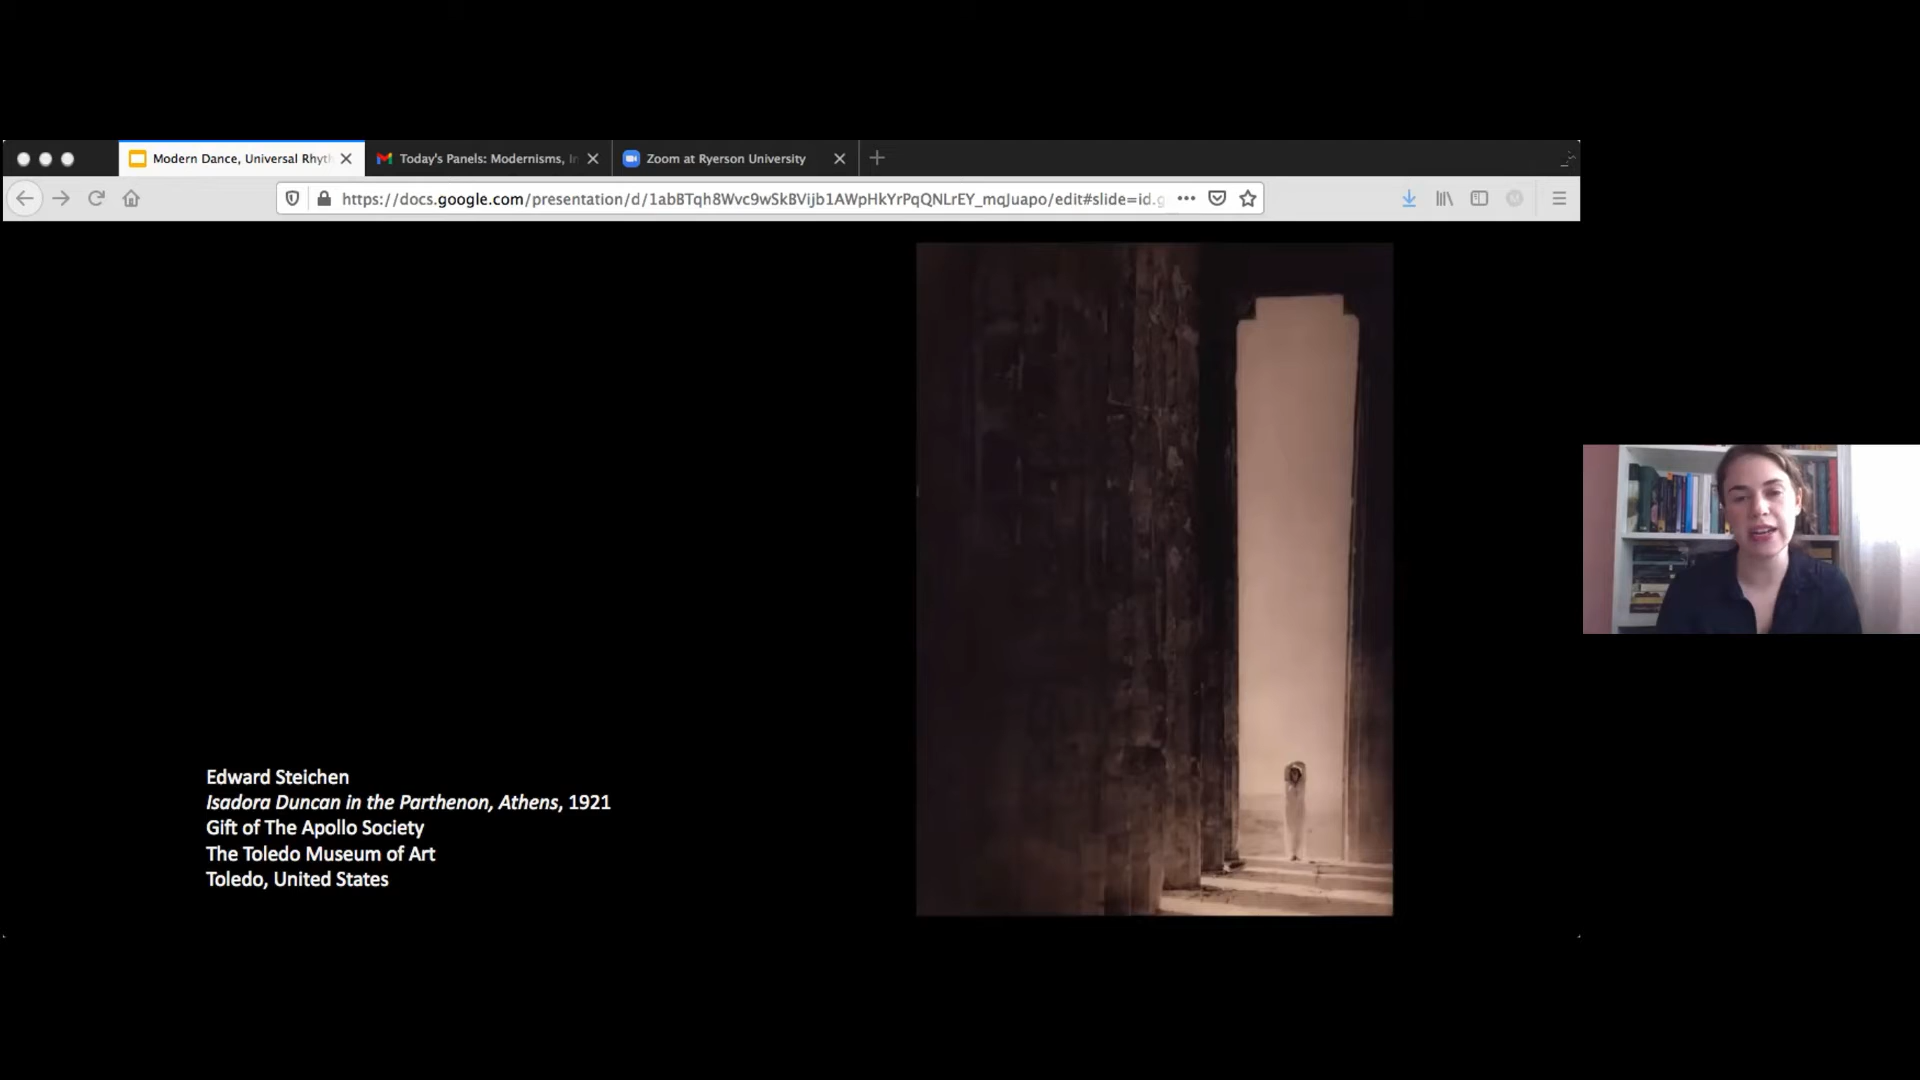 Modern Dance, Universal Rhyth
Today's Panels: Modernisms, In
Zoom at Ryerson University
https://docs.google.com/presentation/d/1abBTqh8Wvc9wSkBVijb1AWpHkYrPqQNLrEY_mqJuapo/edit#slide=id.g
Edward Steichen
Isadora Duncan in the Parthenon, Athens, 1921
Gift of The Apollo Society
The Toledo Museum of Art
Toledo, United States